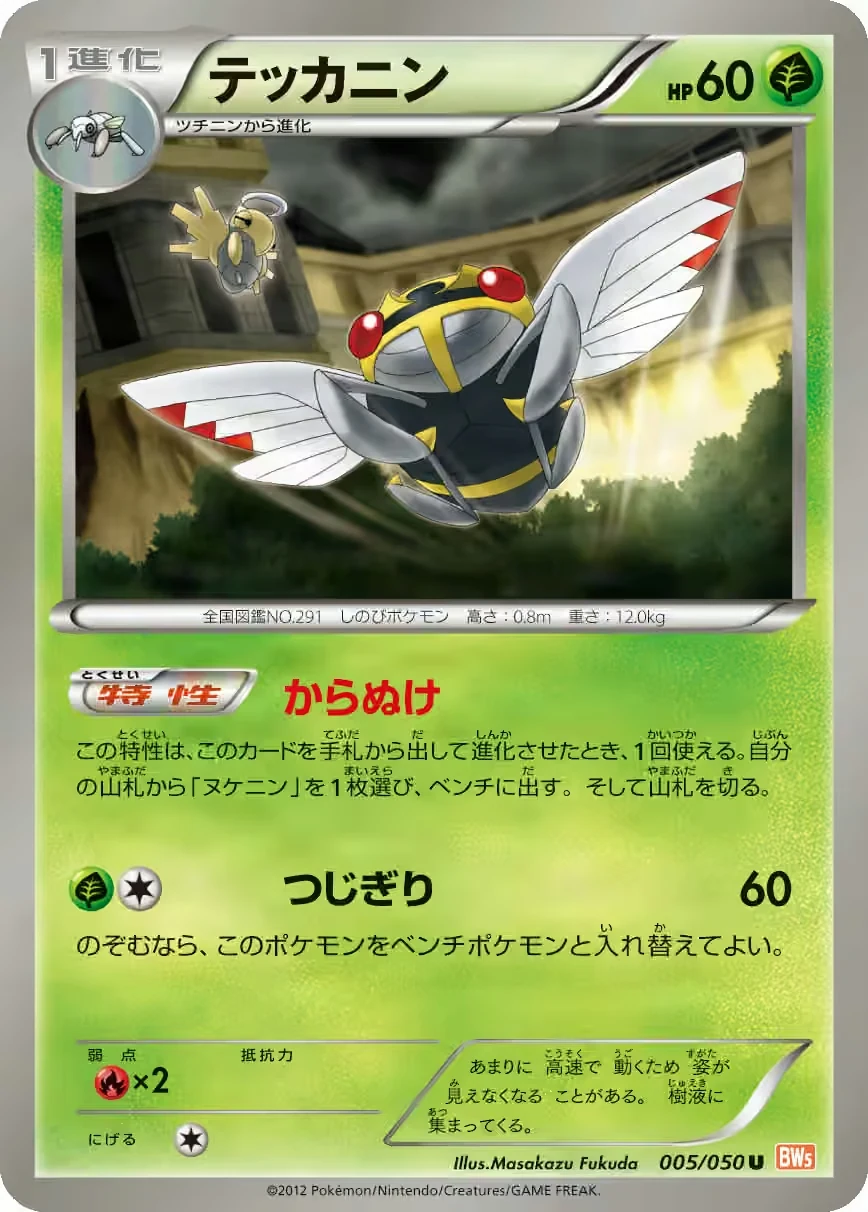 1進化
テッカニン
HP60
ツチニンから進化
全国図鑑NO.291 しのびポケモン 高さ:0.8m 重さ:12.0kg
とくせい
特性 からぬけ
この特性は、このカードを手札から出して進化させたとき、1回使える。自分
の山札から「ヌケニン」を1枚選び、ベンチに出す。そして山札を切る。
つじぎり 60
のぞむなら、このポケモンをベンチポケモンと入れ替えてよい。
弱点 抵抗力
×2
にげる
あまりに 高速で 動くため 姿が
見えなくなる ことがある。 樹液に
集まってくる。
Illus.Masakazu Fukuda 005/050 U BW5
©2012 Pokémon/Nintendo/Creatures/GAME FREAK.